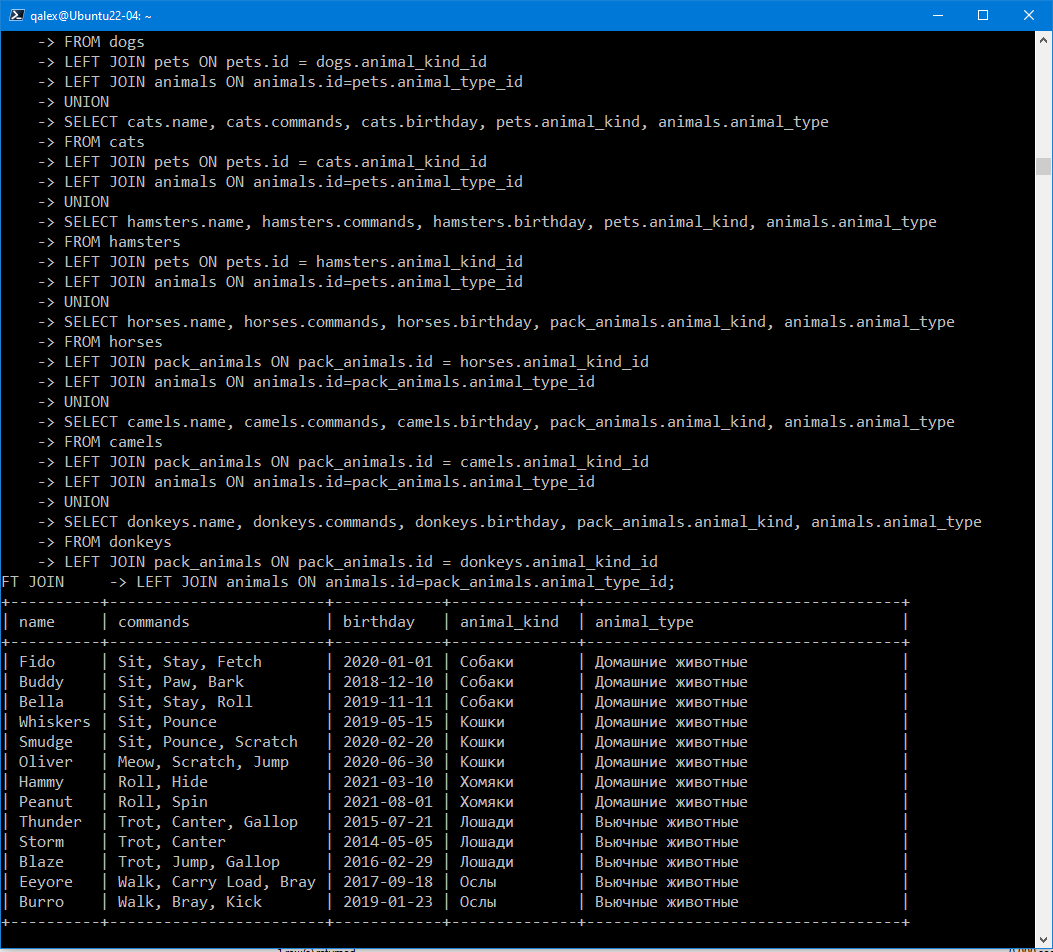 qalex@Ubuntu22-04: ~
-> FROM dogs
-> LEFT JOIN pets ON pets.id = dogs.animal_kind_id
-> LEFT JOIN animals ON animals.id=pets.animal_type_id
-> UNION
-> SELECT cats.name, cats.commands, cats.birthday, pets.animal_kind, animals.animal_type
-> FROM cats
-> LEFT JOIN pets ON pets.id = cats.animal_kind_id
-> LEFT JOIN animals ON animals.id=pets.animal_type_id
-> UNION
-> SELECT hamsters.name, hamsters.commands, hamsters.birthday, pets.animal_kind, animals.animal_type
-> FROM hamsters
-> LEFT JOIN pets ON pets.id = hamsters.animal_kind_id
-> LEFT JOIN animals ON animals.id=pets.animal_type_id
-> UNION
-> SELECT horses.name, horses.commands, horses.birthday, pack_animals.animal_kind, animals.animal_type
-> FROM horses
-> LEFT JOIN pack_animals ON pack_animals.id = horses.animal_kind_id
-> LEFT JOIN animals ON animals.id=pack_animals.animal_type_id
-> UNION
-> SELECT camels.name, camels.commands, camels.birthday, pack_animals.animal_kind, animals.animal_type
-> FROM camels
-> LEFT JOIN pack_animals ON pack_animals.id = camels.animal_kind_id
-> LEFT JOIN animals ON animals.id=pack_animals.animal_type_id
-> UNION
-> SELECT donkeys.name, donkeys.commands, donkeys.birthday, pack_animals.animal_kind, animals.animal_type
-> FROM donkeys
-> LEFT JOIN pack_animals ON pack_animals.id = donkeys.animal_kind_id
FT JOIN     -> LEFT JOIN animals ON animals.id=pack_animals.animal_type_id;
+----------+------------------------+------------+--------------+-----------------------------------+
| name     | commands               | birthday   | animal_kind  | animal_type                       |
+----------+------------------------+------------+--------------+-----------------------------------+
| Fido     | Sit, Stay, Fetch       | 2020-01-01 | Собаки       | Домашние животные                 |
| Buddy    | Sit, Paw, Bark         | 2018-12-10 | Собаки       | Домашние животные                 |
| Bella    | Sit, Stay, Roll        | 2019-11-11 | Собаки       | Домашние животные                 |
| Whiskers | Sit, Pounce            | 2019-05-15 | Кошки        | Домашние животные                 |
| Smudge   | Sit, Pounce, Scratch   | 2020-02-20 | Кошки        | Домашние животные                 |
| Oliver   | Meow, Scratch, Jump    | 2020-06-30 | Кошки        | Домашние животные                 |
| Hammy    | Roll, Hide             | 2021-03-10 | Хомяки       | Домашние животные                 |
| Peanut   | Roll, Spin             | 2021-08-01 | Хомяки       | Домашние животные                 |
| Thunder  | Trot, Canter, Gallop   | 2015-07-21 | Лошади       | Вьючные животные                  |
| Storm    | Trot, Canter           | 2014-05-05 | Лошади       | Вьючные животные                  |
| Blaze    | Trot, Jump, Gallop     | 2016-02-29 | Лошади       | Вьючные животные                  |
| Eeyore   | Walk, Carry Load, Bray | 2017-09-18 | Ослы         | Вьючные животные                  |
| Burro    | Walk, Bray, Kick       | 2019-01-23 | Ослы         | Вьючные животные                  |
+----------+------------------------+------------+--------------+-----------------------------------+